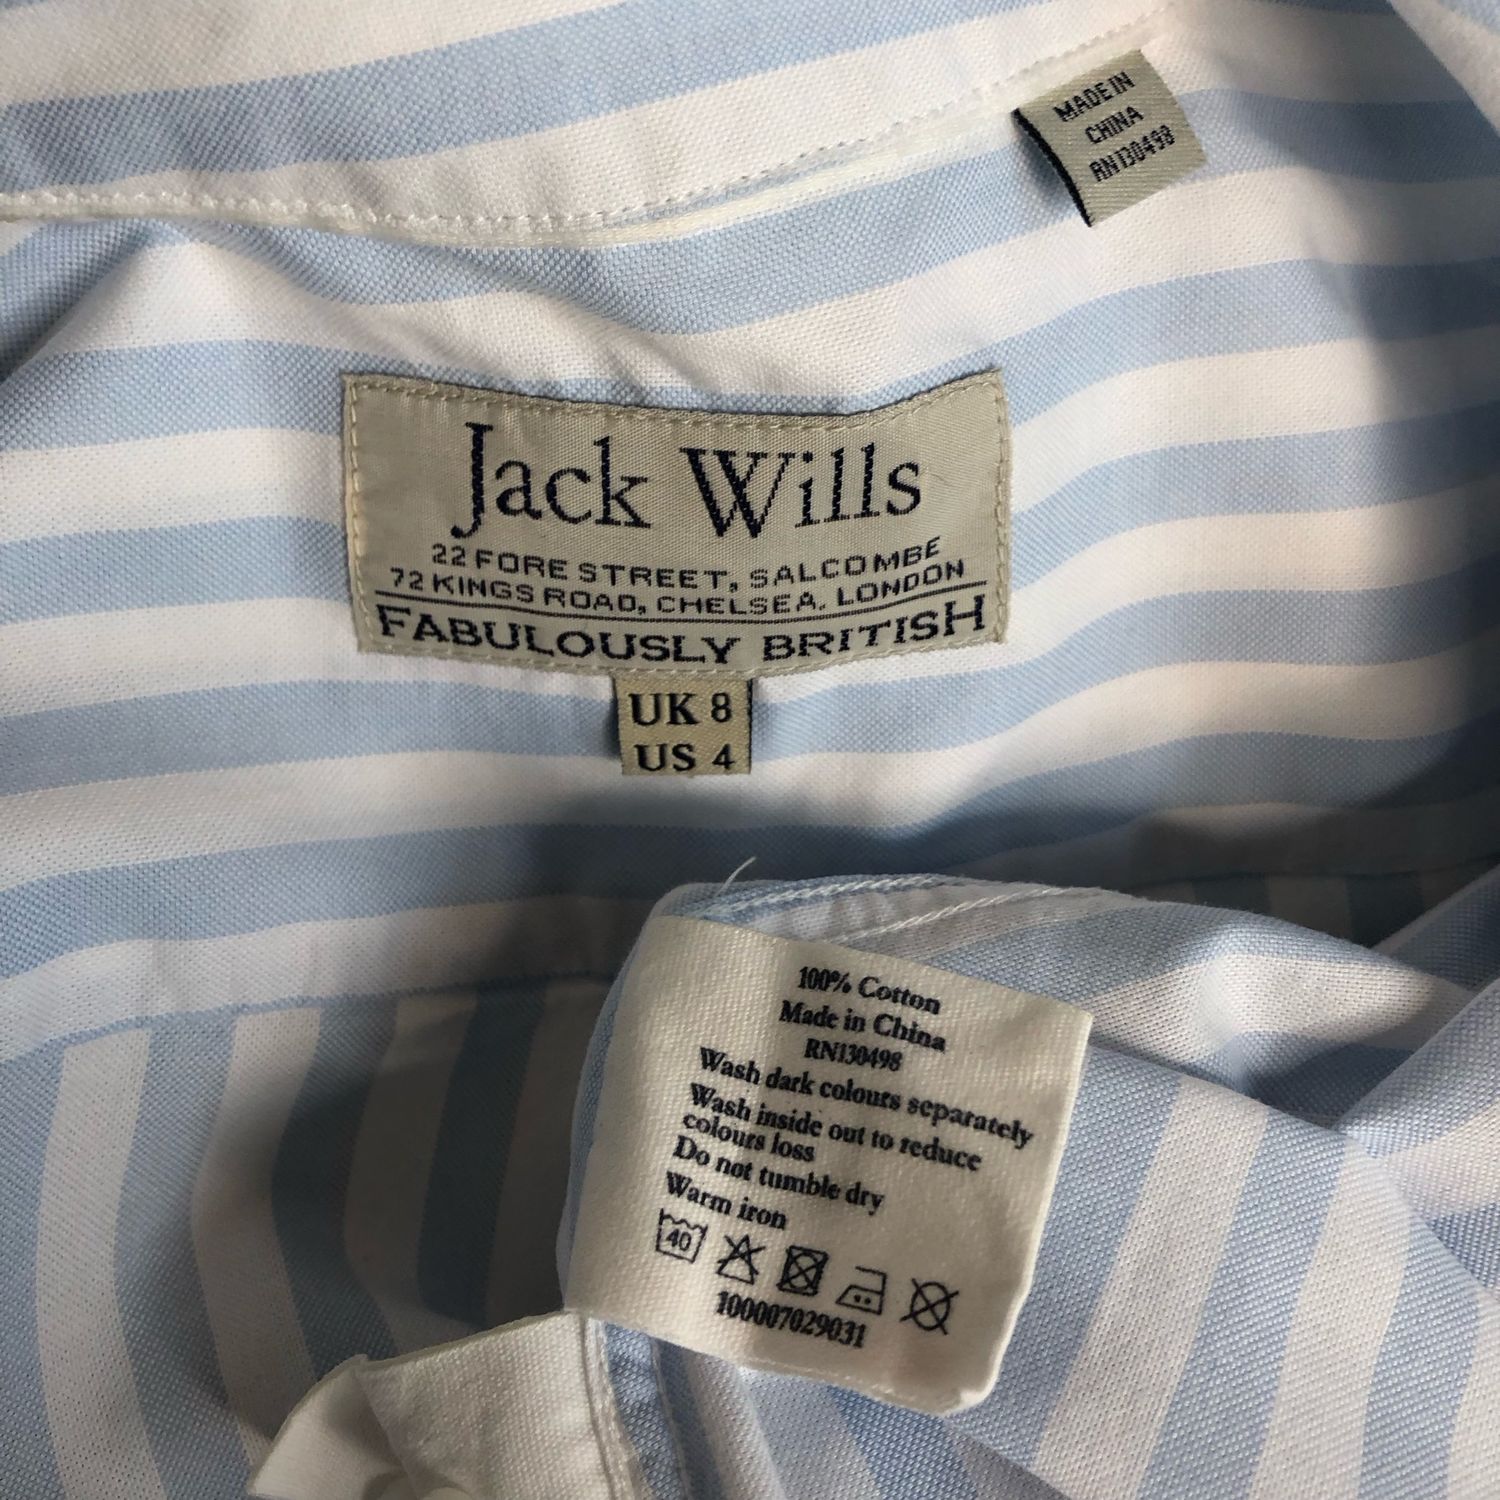 MADE IN
CHINA
RN130498
Jack Wills
22 FORE STREET, SALCOMBE
72 KINGS ROAD, CHELSEA, LONDON
FABULOUSLY BRITISH
UK 8
US 4
100% Cotton
Made in China
RN130498
Wash dark colours separately
Wash inside out to reduce
colours loss
Do not tumble dry
Warm iron
40
100007029031